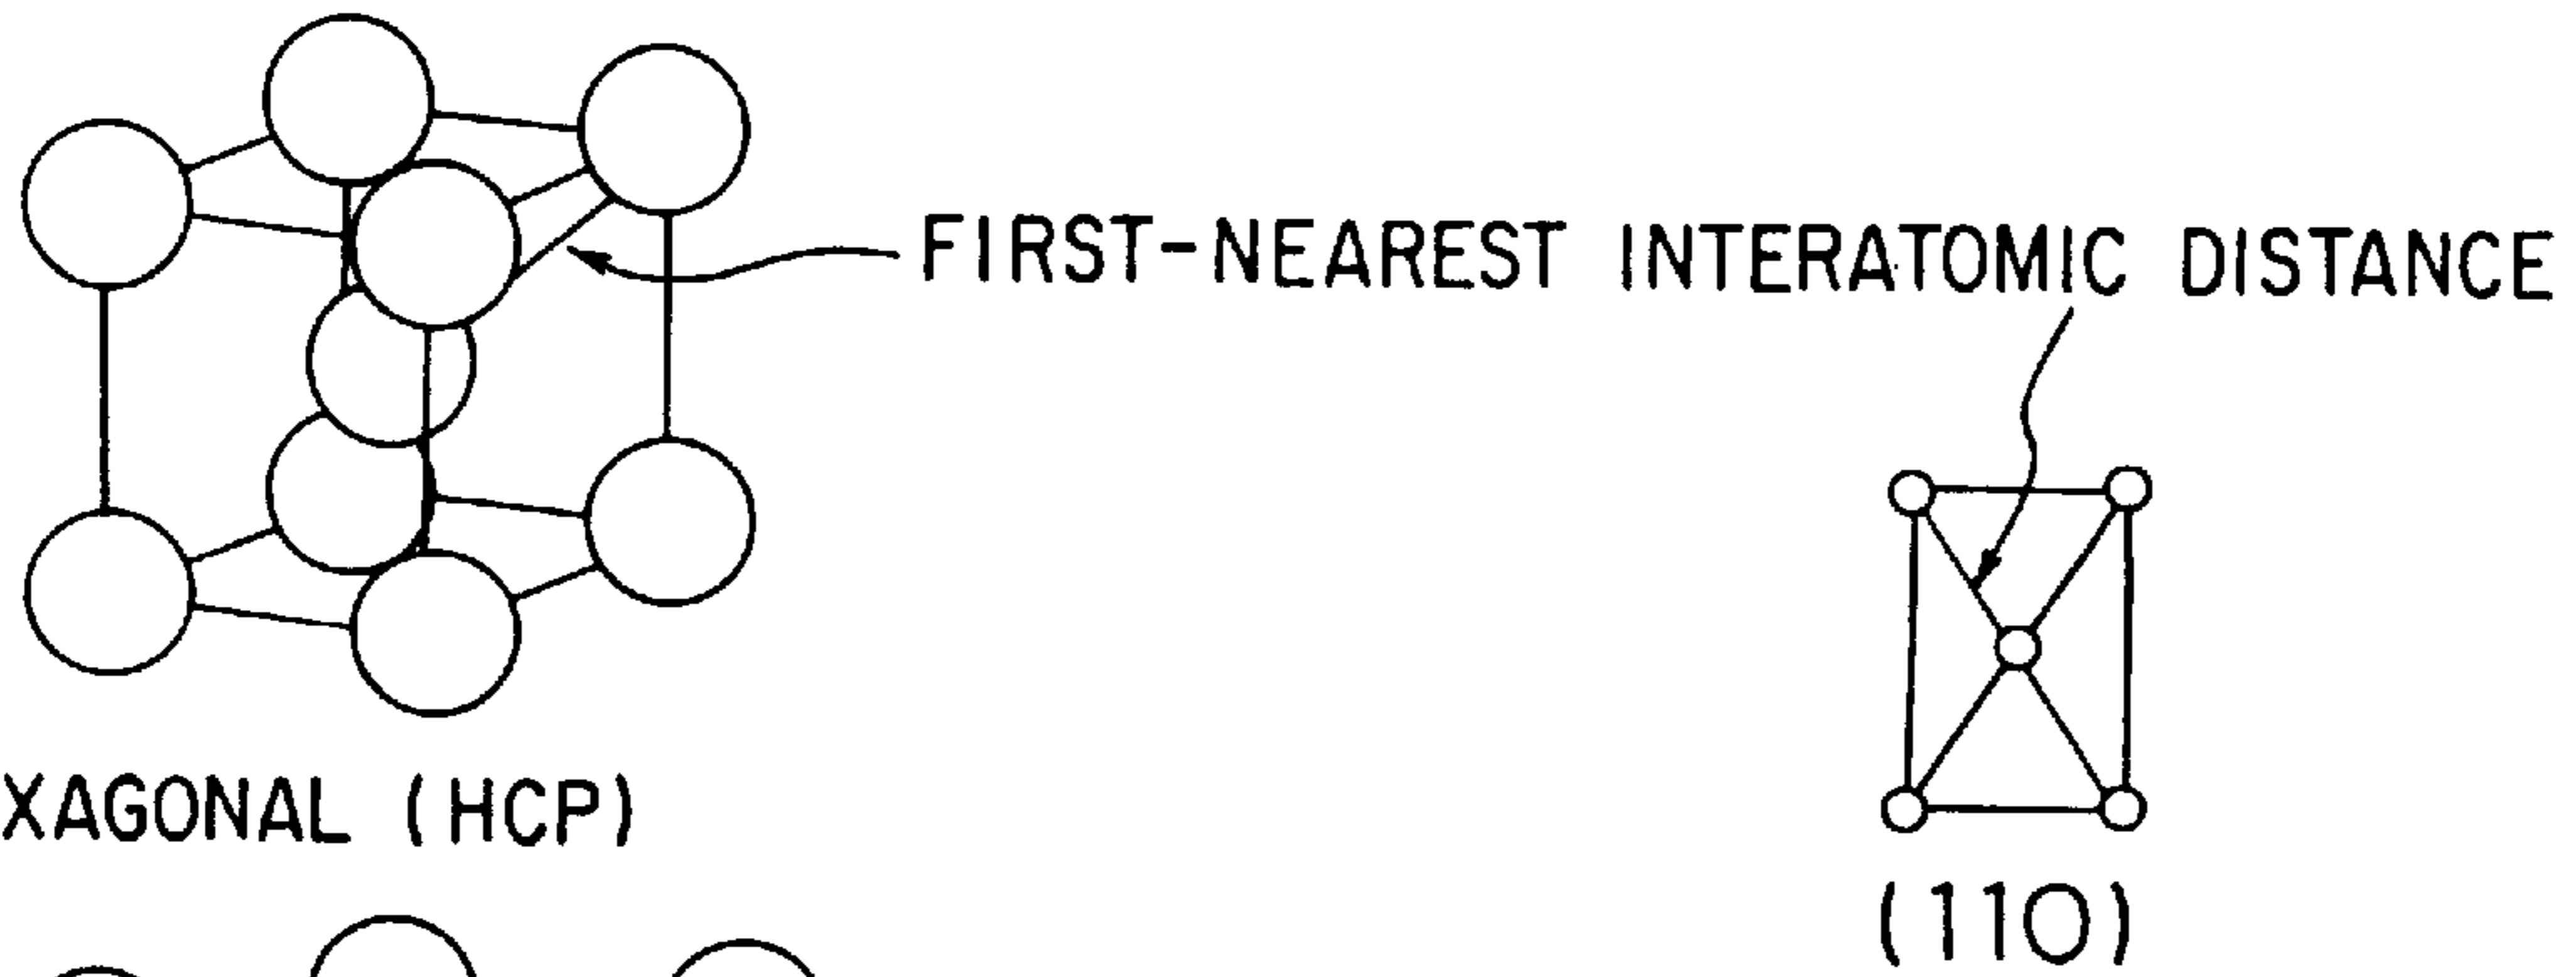 FIRST-NEAREST INTERATOMIC DISTANCE
XAGONAL (HCP)
(110)